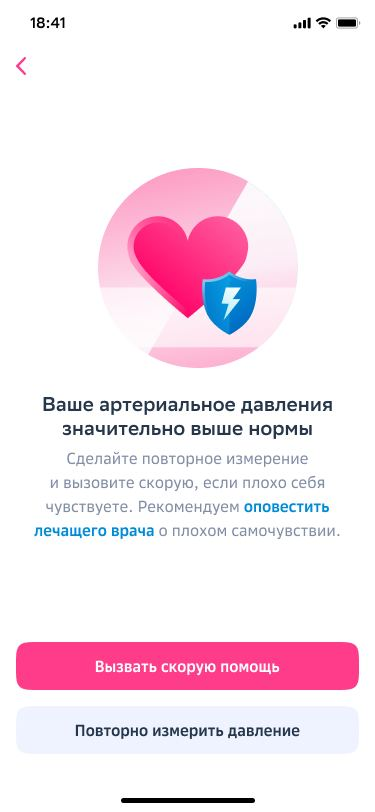 18:41
Ваше артериальное давления
значительно выше нормы
Сделайте повторное измерение
и вызовите скорую, если плохо себя
чувствуете. Рекомендуем оповестить
лечащего врача о плохом самочувствии.
Вызвать скорую помощь
Повторно измерить давление